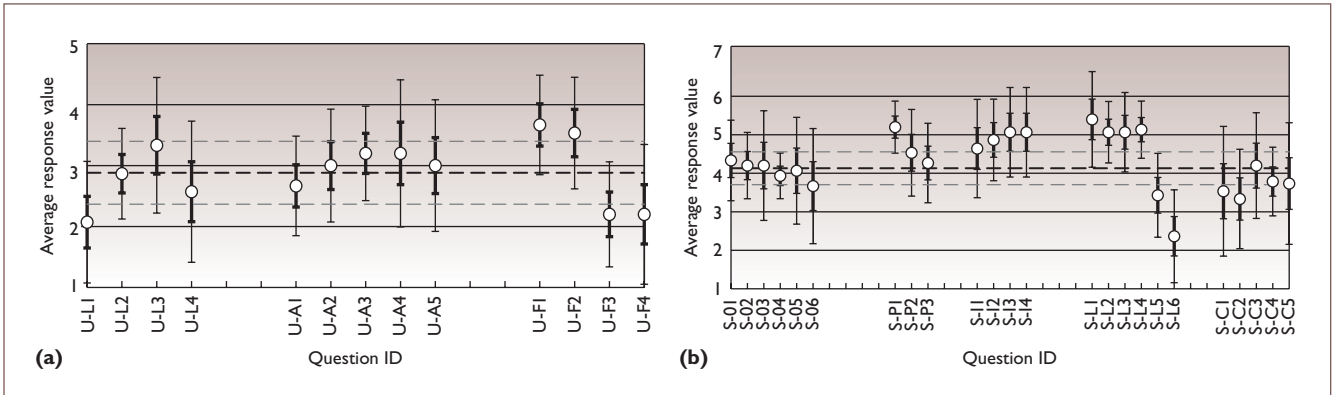 5
4
3
2
1
Average response value
U-L1
U-L2
U-L3
U-L4
U-A1
U-A2
U-A3
U-A4
U-A5
U-F1
U-F2
U-F3
U-F4
(a)
Question ID
7
6
5
4
3
2
1
Average response value
S-01
S-02
S-03
S-04
S-05
S-06
S-P1
S-P2
S-P3
S-I1
S-I2
S-I3
S-I4
S-L1
S-L2
S-L3
S-L4
S-L5
S-L6
S-C1
S-C2
S-C3
S-C4
S-C5
(b)
Question ID